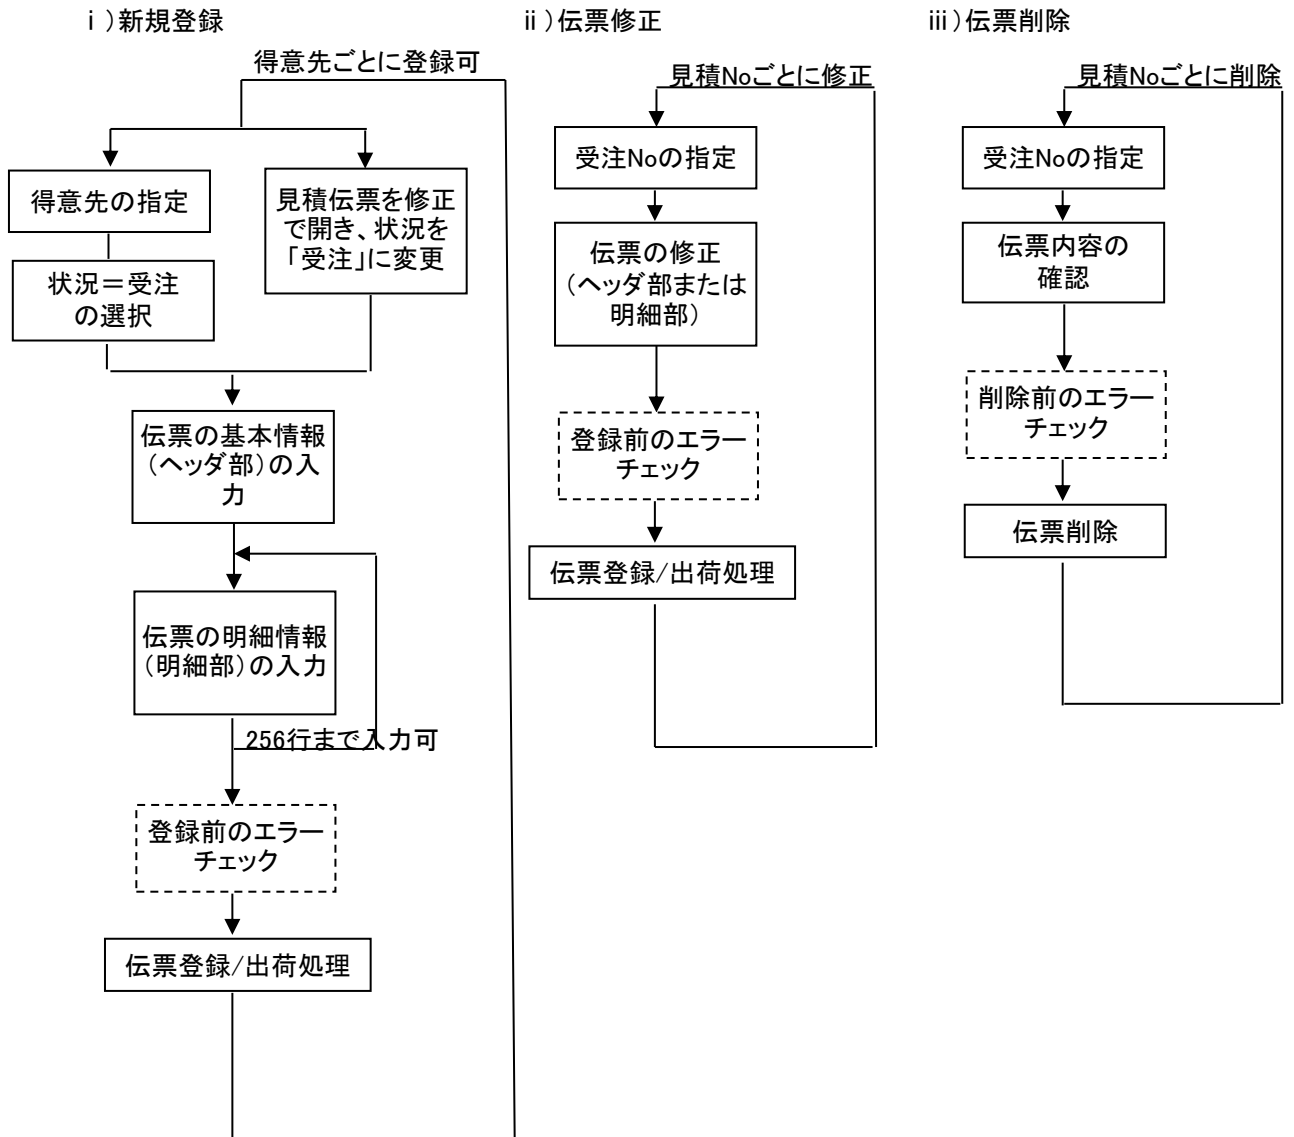 ⅰ）新規登録
得意先ごとに登録可
得意先の指定
状況＝受注
の選択
見積伝票を修正
で開き、状況を
「受注」に変更
伝票の基本情報
（ヘッダ部）の入
力
伝票の明細情報
（明細部）の入力
256行まで入力可
登録前のエラー
チェック
伝票登録/出荷処理
ⅱ）伝票修正
見積Noごとに修正
受注Noの指定
伝票の修正
（ヘッダ部または
明細部）
登録前のエラー
チェック
伝票登録/出荷処理
ⅲ）伝票削除
見積Noごとに削除
受注Noの指定
伝票内容の
確認
削除前のエラー
チェック
伝票削除